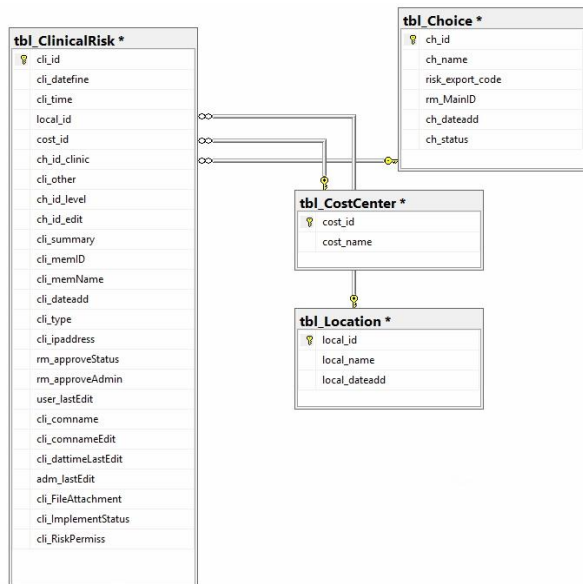 tbl_ClinicalRisk *
cli_id
cli_datefine
cli_time
local_id
cost_id
ch_id_clinic
cli_other
ch_id_level
ch_id_edit
cli_summary
cli_memID
cli_memName
cli_dateadd
cli_type
cli_ipaddress
rm_approveStatus
rm_approveAdmin
user_lastEdit
cli_comname
cli_comnameEdit
cli_dattimeLastEdit
adm_lastEdit
cli_FileAttachment
cli_ImplementStatus
cli_RiskPermiss
tbl_Choice *
ch_id
ch_name
risk_export_code
rm_MainID
ch_dateadd
ch_status
tbl_CostCenter *
cost_id
cost_name
tbl_Location *
local_id
local_name
local_dateadd